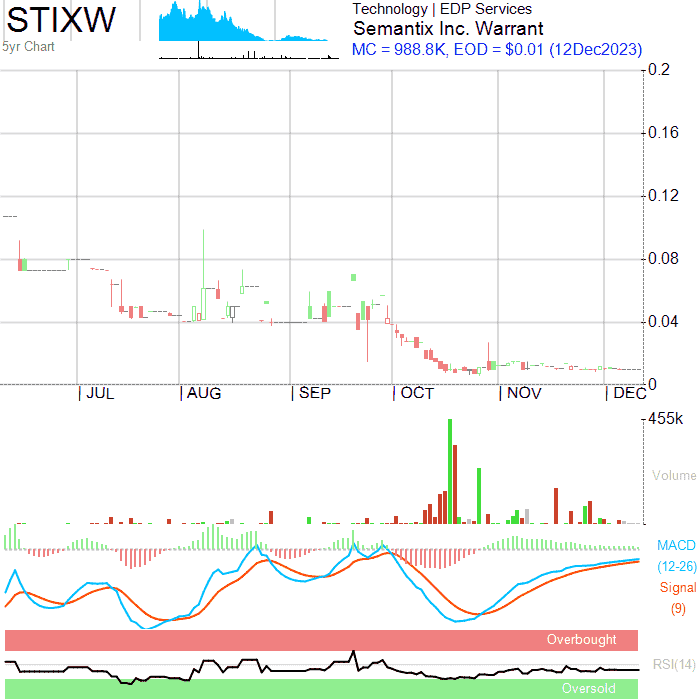 STIXW
5yr Chart
Technology | EDP Services
Semantix Inc. Warrant
MC = 988.8K, EOD = $0.01 (12Dec2023)
0.2
0.16
0.12
0.08
0.04
0
JUL AUG SEP OCT NOV DEC
455k
Volume
MACD
(12-26)
Signal
(9)
Overbought
RSI(14)
Oversold